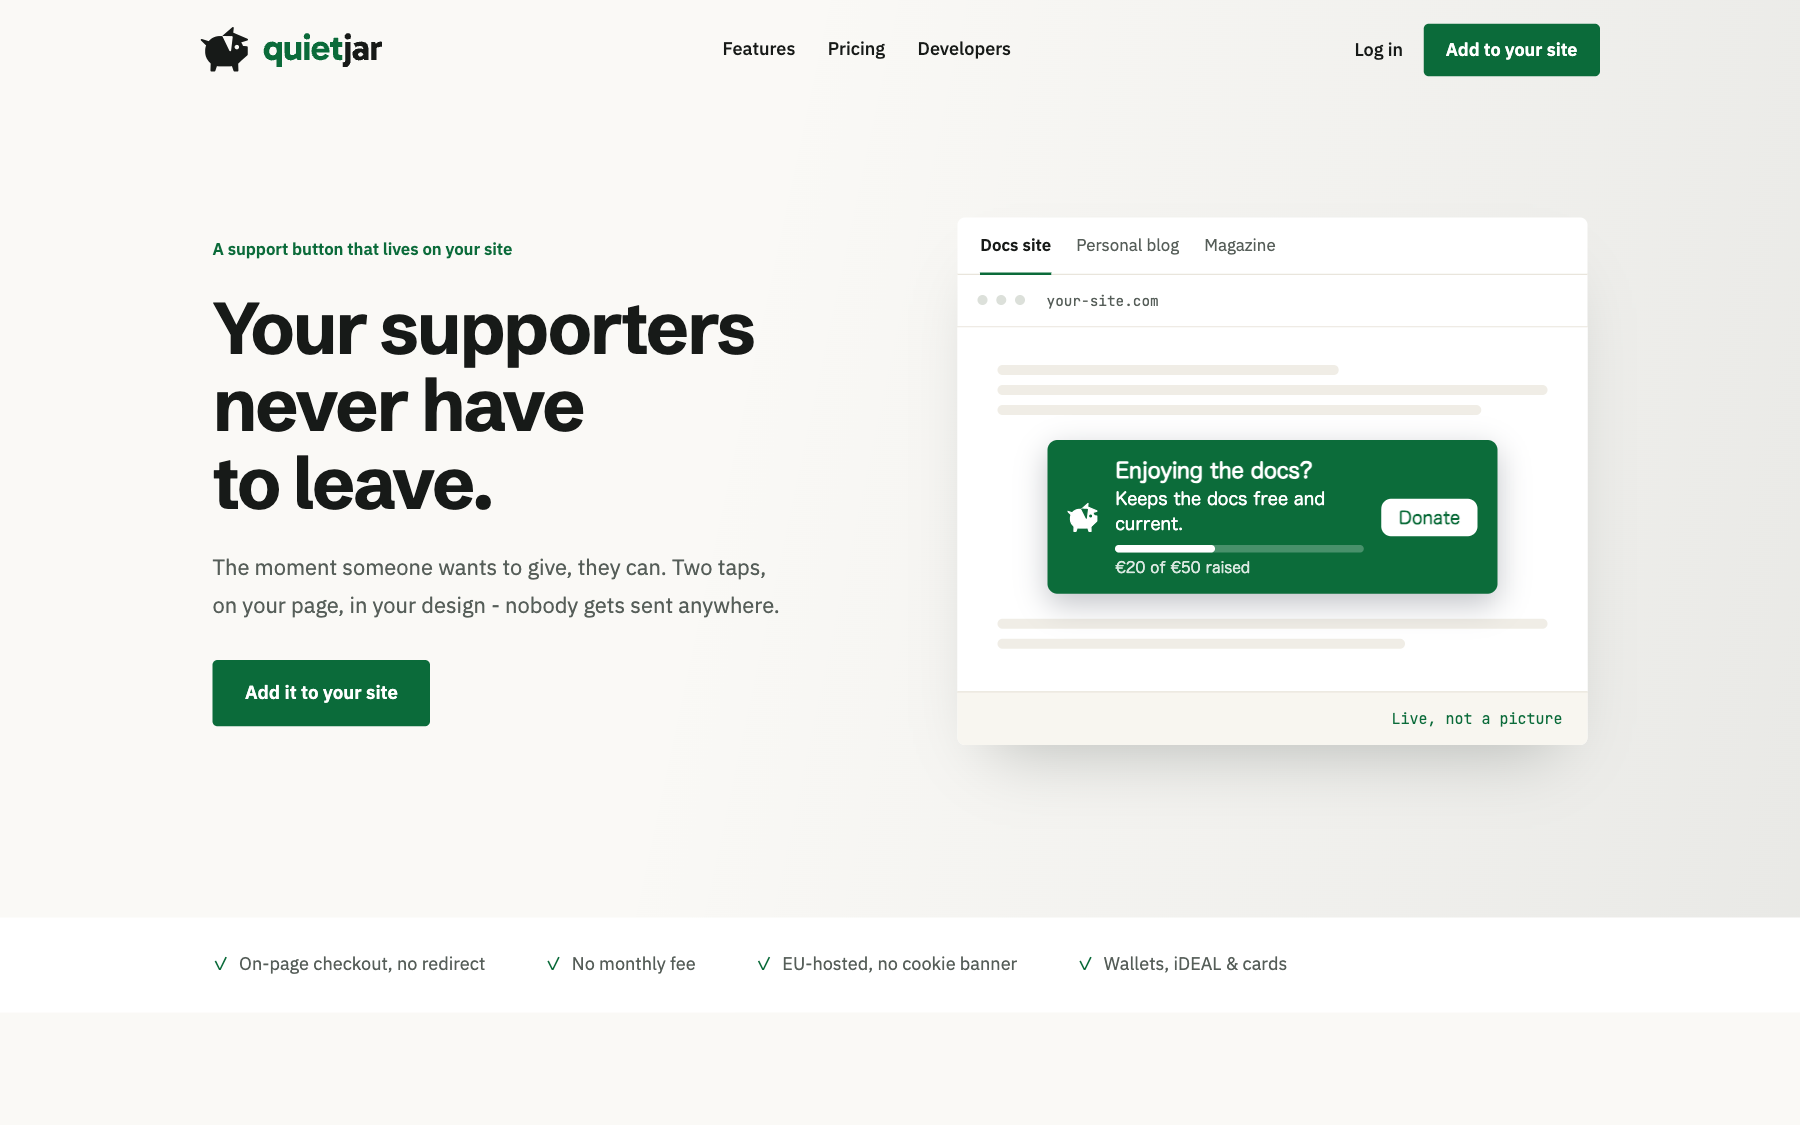 quietjar
Features
Pricing
Developers
Log in
Add to your site
A support button that lives on your site
Your supporters
never have
to leave.
The moment someone wants to give, they can. Two taps,
on your page, in your design - nobody gets sent anywhere.
Add it to your site
Docs site
Personal blog
Magazine
your-site.com
Enjoying the docs?
Keeps the docs free and
current.
€20 of €50 raised
Donate
Live, not a picture
✓ On-page checkout, no redirect
✓ No monthly fee
✓ EU-hosted, no cookie banner
✓ Wallets, iDEAL & cards